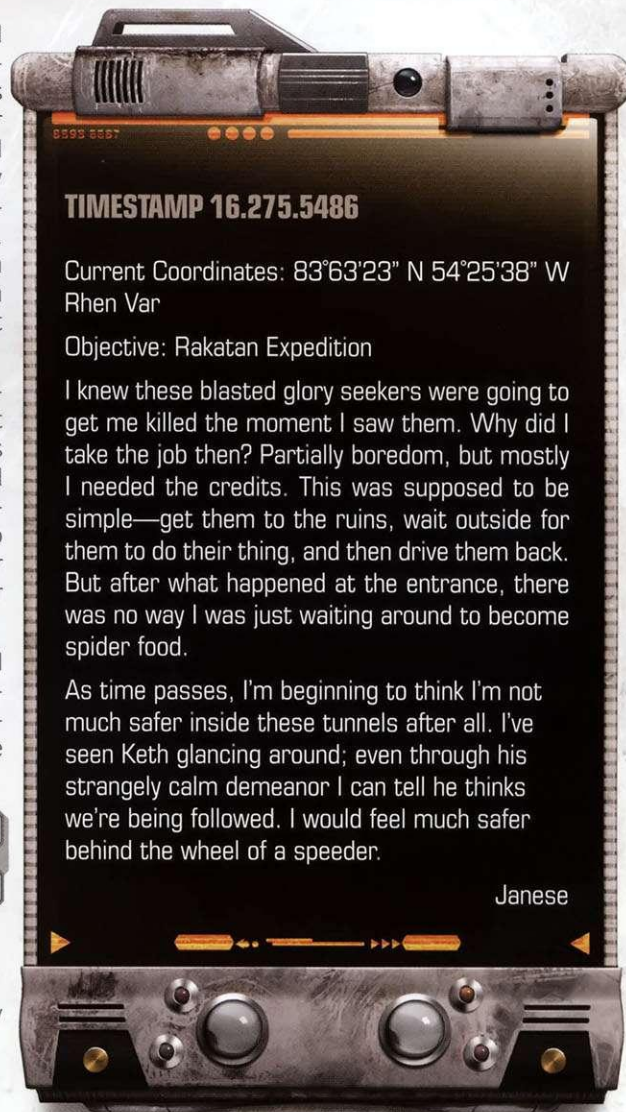 8593 8887
TIMESTAMP 16.275.5486
Current Coordinates: 83°63'23" N 54°25'38" W
Rhen Var
Objective: Rakatan Expedition
I knew these blasted glory seekers were going to
get me killed the moment I saw them. Why did I
take the job then? Partially boredom, but mostly
I needed the credits. This was supposed to be
simple—get them to the ruins, wait outside for
them to do their thing, and then drive them back.
But after what happened at the entrance, there
was no way I was just waiting around to become
spider food.
As time passes, I'm beginning to think I'm not
much safer inside these tunnels after all. I've
seen Keth glancing around; even through his
strangely calm demeanor I can tell he thinks
we're being followed. I would feel much safer
behind the wheel of a speeder.
Janese